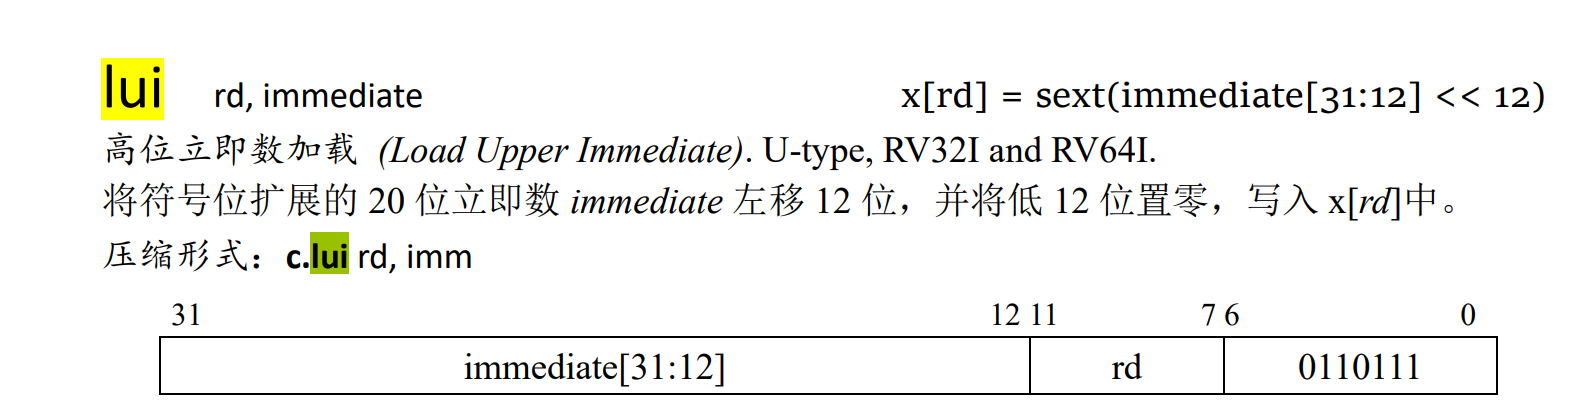 lui rd, immediate x[rd] = sext(immediate[31:12] << 12)
高位立即数加载 (Load Upper Immediate). U-type, RV32I and RV64I.
将符号位扩展的 20 位立即数 immediate 左移 12 位，并将低 12 位置零，写入 x[rd]中。
压缩形式：c.lui rd, imm
31 12 11 7 6 0
immediate[31:12] rd 0110111